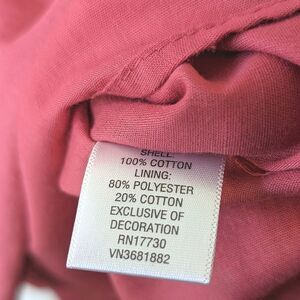 SHELL:
100% COTTON
LINING:
80% POLYESTER
20% COTTON
EXCLUSIVE OF
DECORATION
RN17730
VN3681882